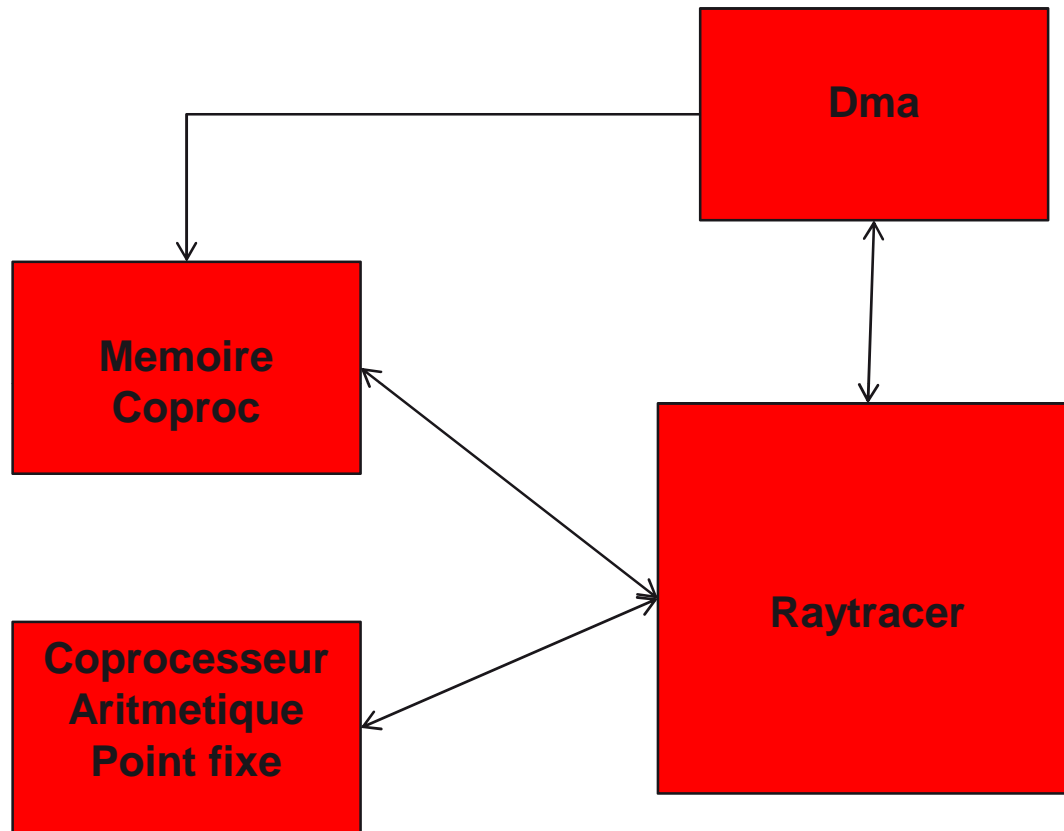 Dma
Memoire
Coproc
Raytracer
Coprocesseur
Aritmetique
Point fixe